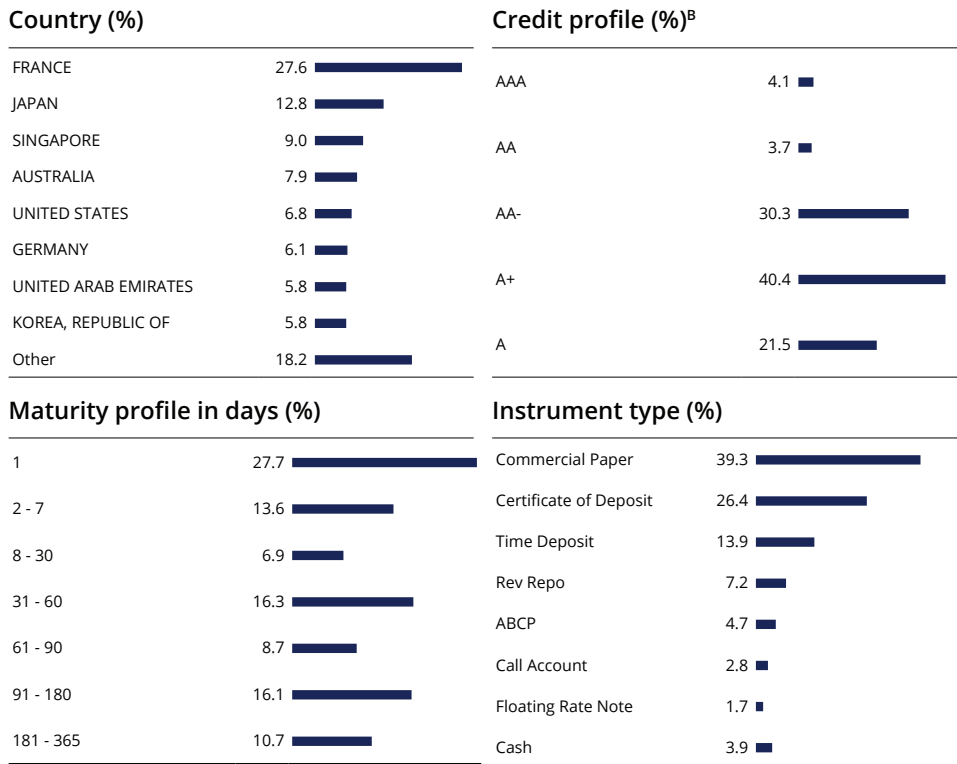 Country (%)
FRANCE 27.6
JAPAN 12.8
SINGAPORE 9.0
AUSTRALIA 7.9
UNITED STATES 6.8
GERMANY 6.1
UNITED ARAB EMIRATES 5.8
KOREA, REPUBLIC OF 5.8
Other 18.2
Credit profile (%)ᴮ
AAA 4.1
AA 3.7
AA- 30.3
A+ 40.4
A 21.5
Maturity profile in days (%)
1 27.7
2 - 7 13.6
8 - 30 6.9
31 - 60 16.3
61 - 90 8.7
91 - 180 16.1
181 - 365 10.7
Instrument type (%)
Commercial Paper 39.3
Certificate of Deposit 26.4
Time Deposit 13.9
Rev Repo 7.2
ABCP 4.7
Call Account 2.8
Floating Rate Note 1.7
Cash 3.9